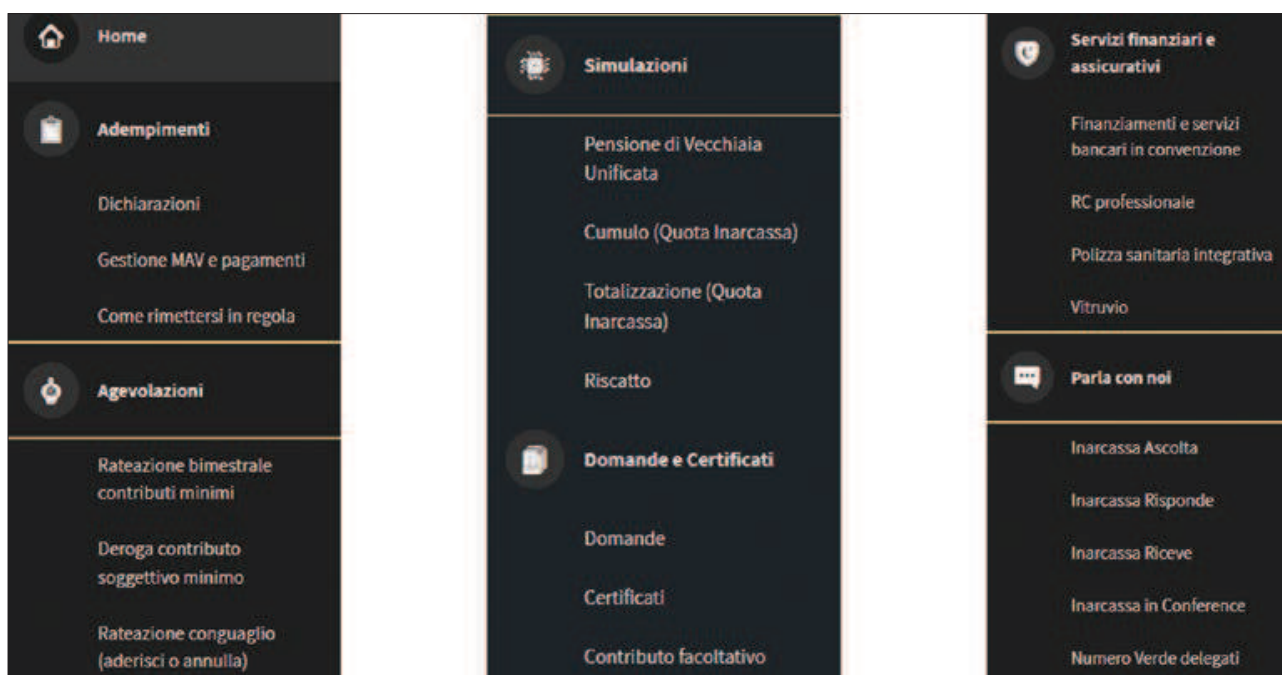 Home
Adempimenti
Dichiarazioni
Gestione MAV e pagamenti
Come rimettersi in regola
Agevolazioni
Rateazione bimestrale
contributi minimi
Deroga contributo
soggettivo minimo
Rateazione conguaglio
(aderisci o annulla)
Simulazioni
Pensione di Vecchiaia
Unificata
Cumulo (Quota Inarcassa)
Totalizzazione (Quota
Inarcassa)
Riscatto
Domande e Certificati
Domande
Certificati
Contributo facoltativo
Servizi finanziari e
assicurativi
Finanziamenti e servizi
bancari in convenzione
RC professionale
Polizza sanitaria integrativa
Vitruvio
Parla con noi
Inarcassa Ascolta
Inarcassa Risponde
Inarcassa Riceve
Inarcassa in Conference
Numero Verde delegati